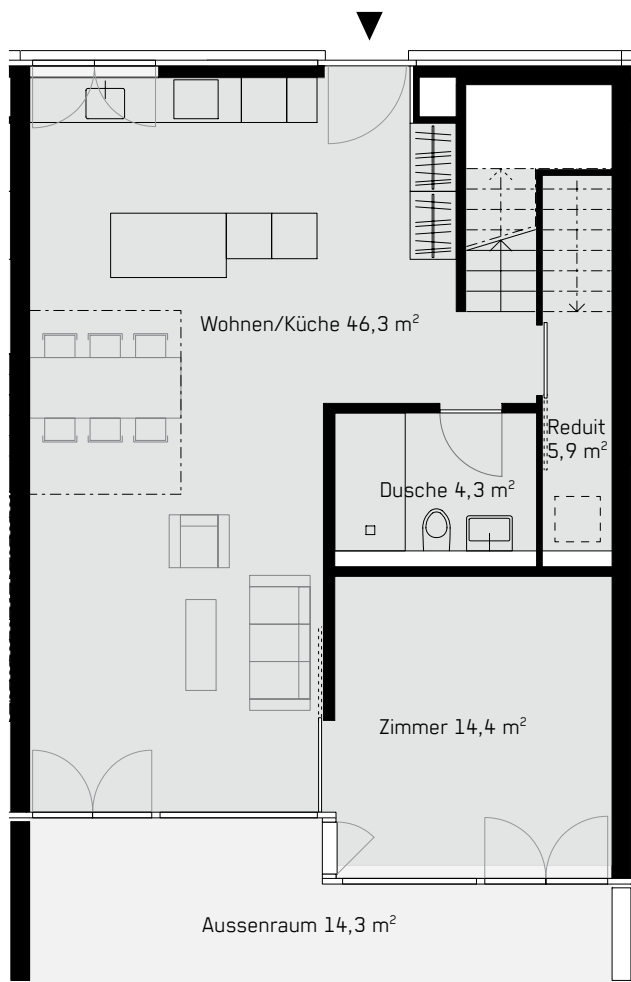 Wohnen/Küche 46,3 m²
Reduit
5,9 m²
Dusche 4,3 m²
Zimmer 14,4 m²
Aussenraum 14,3 m²